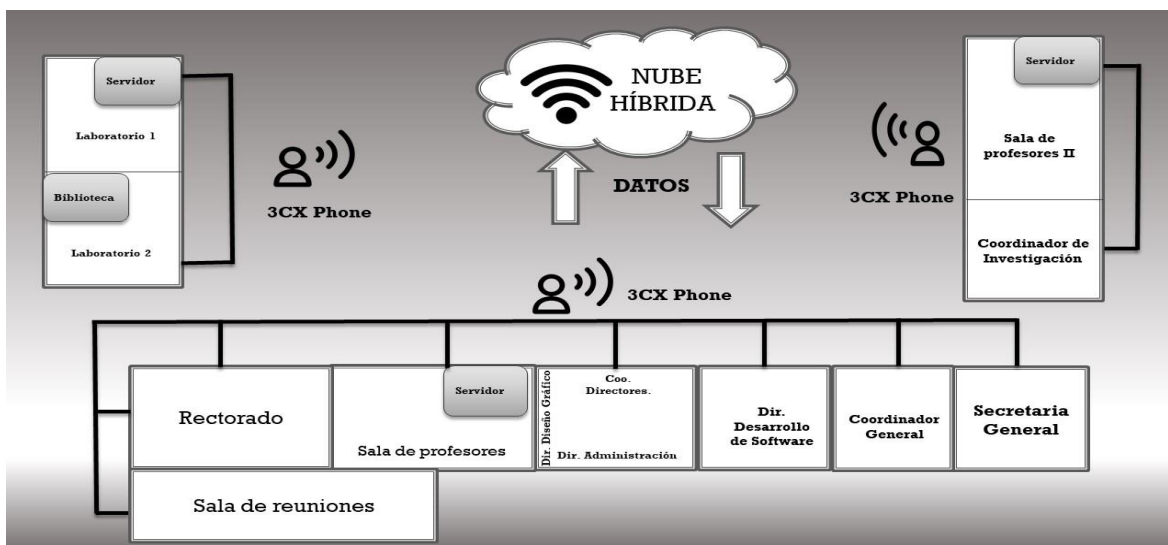 Servidor
Laboratorio 1
Biblioteca
Laboratorio 2
3CX Phone
NUBE
HÍBRIDA
DATOS
3CX Phone
Servidor
Sala de
profesores II
Coordinador de
Investigación
3CX Phone
Rectorado
Servidor
Sala de profesores
Dir. Diseño Gráfico
Coo.
Directores.
Dir. Administración
Dir.
Desarrollo
de Software
Coordinador
General
Secretaria
General
Sala de reuniones